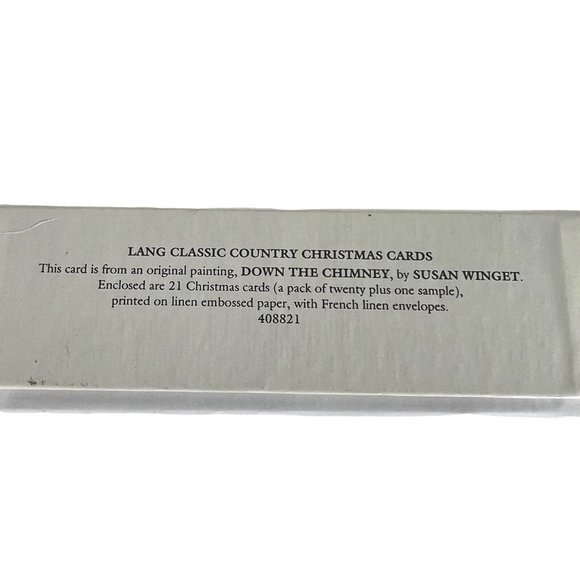 LANG CLASSIC COUNTRY CHRISTMAS CARDS
This card is from an original painting, DOWN THE CHIMNEY, by SUSAN WINGET.
Enclosed are 21 Christmas cards (a pack of twenty plus one sample),
printed on linen embossed paper, with French linen envelopes.
408821